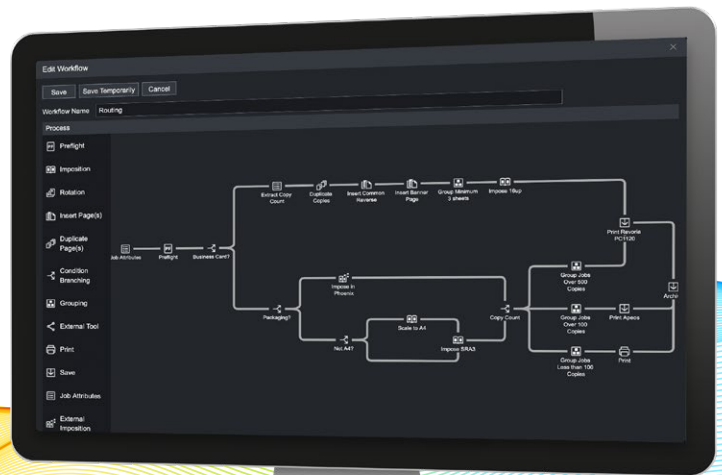 Edit Workflow
Save
Save Temporarily
Cancel
Workflow Name
Routing
Process
Preflight
Imposition
Rotation
Insert Page(s)
Duplicate
Page(s)
Condition
Branching
Grouping
External Tool
Print
Save
Job Attributes
External
Imposition
Job Attributes
Preflight
Business Card?
Extract Copy
Count
Duplicate
Copies
Insert Common
Reverse
Insert Banner
Page
Group Minimum
3 sheets
Impose 18up
Packaging?
Impose in
Phoenix
Not A4?
Scale to A4
Impose SRA3
Copy Count
Group Jobs
Over 500
Copies
Group Jobs
Over 100
Copies
Group Jobs
Less than 100
Copies
Print Revoria
PC1120
Print Apeos
Print